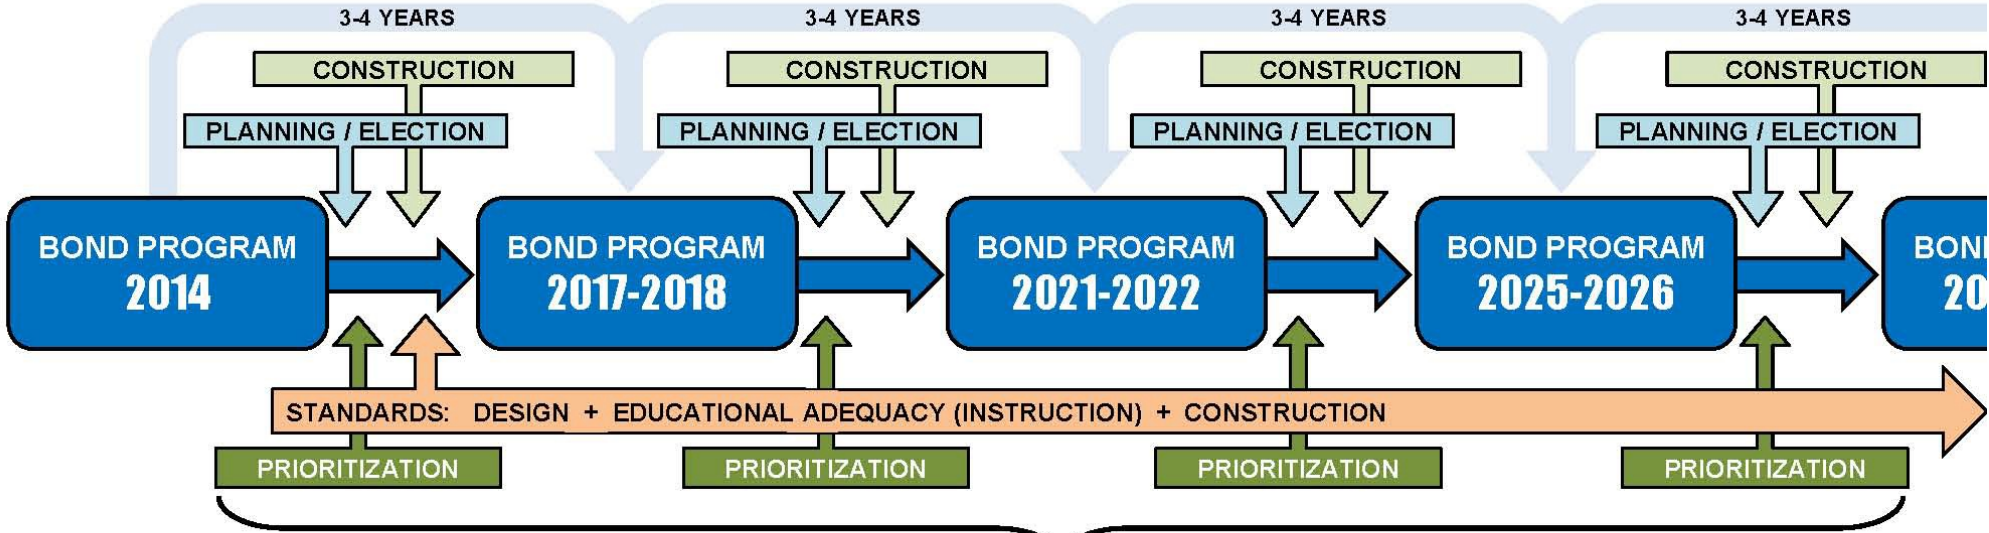 3-4 YEARS 3-4 YEARS 3-4 YEARS 3-4 YEARS
CONSTRUCTION CONSTRUCTION CONSTRUCTION CONSTRUCTION
PLANNING / ELECTION PLANNING / ELECTION PLANNING / ELECTION PLANNING / ELECTION
BOND PROGRAM
2014
BOND PROGRAM
2017-2018
BOND PROGRAM
2021-2022
BOND PROGRAM
2025-2026
STANDARDS: DESIGN + EDUCATIONAL ADEQUACY (INSTRUCTION) + CONSTRUCTION
PRIORITIZATION PRIORITIZATION PRIORITIZATION PRIORITIZATION